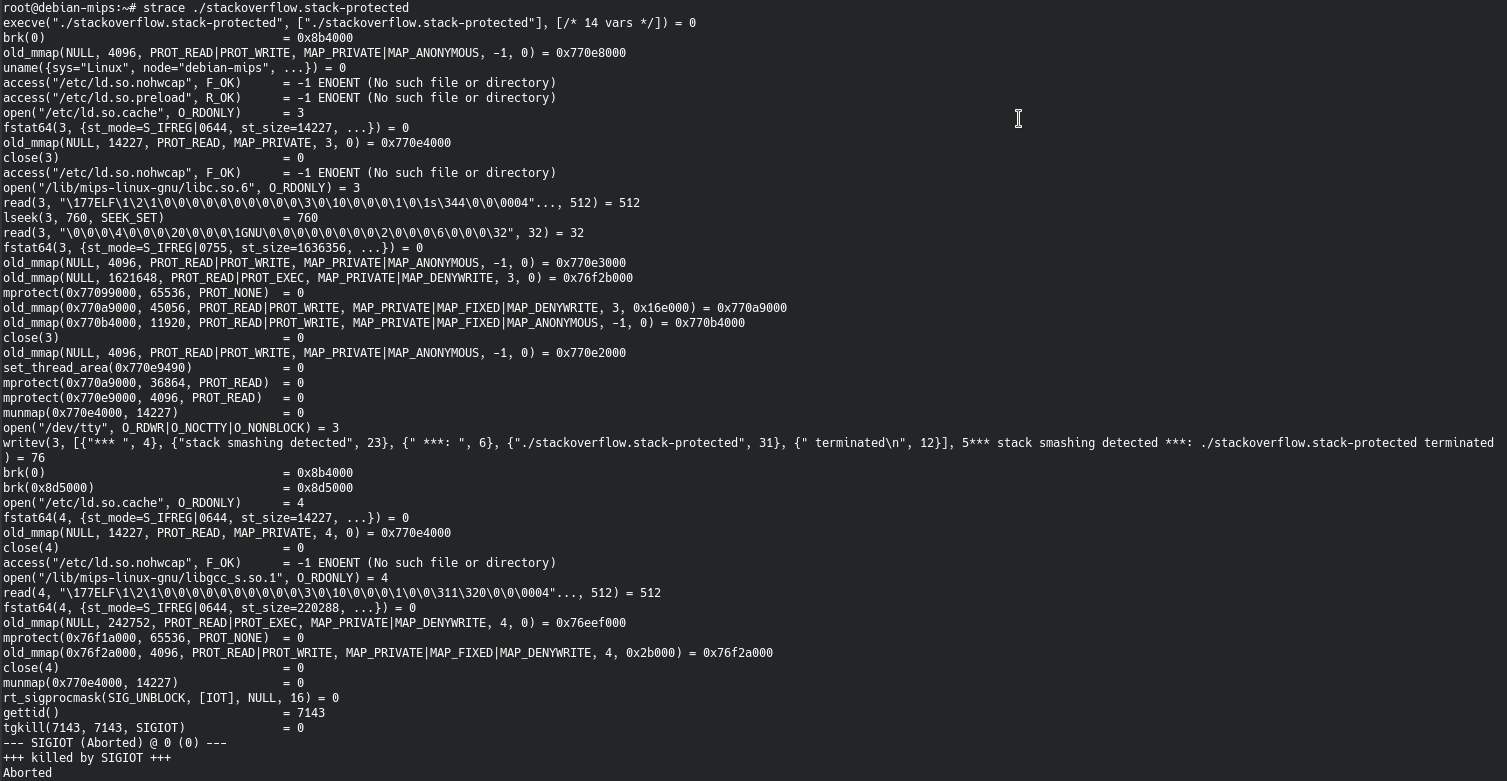 root@debian-mips:~# strace ./stackoverflow.stack-protected
execve("./stackoverflow.stack-protected", ["./stackoverflow.stack-protected"], [/* 14 vars */]) = 0
brk(0)                                  = 0x8b4000
old_mmap(NULL, 4096, PROT_READ|PROT_WRITE, MAP_PRIVATE|MAP_ANONYMOUS, -1, 0) = 0x770e8000
uname({sys="Linux", node="debian-mips", ...}) = 0
access("/etc/ld.so.nohwcap", F_OK)      = -1 ENOENT (No such file or directory)
access("/etc/ld.so.preload", R_OK)      = -1 ENOENT (No such file or directory)
open("/etc/ld.so.cache", O_RDONLY)      = 3
fstat64(3, {st_mode=S_IFREG|0644, st_size=14227, ...}) = 0
old_mmap(NULL, 14227, PROT_READ, MAP_PRIVATE, 3, 0) = 0x770e4000
close(3)                                = 0
access("/etc/ld.so.nohwcap", F_OK)      = -1 ENOENT (No such file or directory)
open("/lib/mips-linux-gnu/libc.so.6", O_RDONLY) = 3
read(3, "\177ELF\1\2\1\0\0\0\0\0\0\0\0\0\0\3\0\10\0\0\0\1\0\1s\344\0\0\0004"..., 512) = 512
lseek(3, 760, SEEK_SET)                 = 760
read(3, "\0\0\0\4\0\0\0\20\0\0\0\1GNU\0\0\0\0\0\0\0\0\0\2\0\0\0\6\0\0\0\32", 32) = 32
fstat64(3, {st_mode=S_IFREG|0755, st_size=1636356, ...}) = 0
old_mmap(NULL, 4096, PROT_READ|PROT_WRITE, MAP_PRIVATE|MAP_ANONYMOUS, -1, 0) = 0x770e3000
old_mmap(NULL, 1621648, PROT_READ|PROT_EXEC, MAP_PRIVATE|MAP_DENYWRITE, 3, 0) = 0x76f2b000
mprotect(0x77099000, 65536, PROT_NONE)  = 0
old_mmap(0x770a9000, 45056, PROT_READ|PROT_WRITE, MAP_PRIVATE|MAP_FIXED|MAP_DENYWRITE, 3, 0x16e000) = 0x770a9000
old_mmap(0x770b4000, 11920, PROT_READ|PROT_WRITE, MAP_PRIVATE|MAP_FIXED|MAP_ANONYMOUS, -1, 0) = 0x770b4000
close(3)                                = 0
old_mmap(NULL, 4096, PROT_READ|PROT_WRITE, MAP_PRIVATE|MAP_ANONYMOUS, -1, 0) = 0x770e2000
set_thread_area(0x770e9490)             = 0
mprotect(0x770a9000, 36864, PROT_READ)  = 0
mprotect(0x770e9000, 4096, PROT_READ)   = 0
munmap(0x770e4000, 14227)               = 0
open("/dev/tty", O_RDWR|O_NOCTTY|O_NONBLOCK) = 3
writev(3, [{"*** ", 4}, {"stack smashing detected", 23}, {" ***: ", 6}, {"./stackoverflow.stack-protected", 31}, {" terminated\n", 12}], 5*** stack smashing detected ***: ./stackoverflow.stack-protected terminated
) = 76
brk(0)                                  = 0x8b4000
brk(0x8d5000)                           = 0x8d5000
open("/etc/ld.so.cache", O_RDONLY)      = 4
fstat64(4, {st_mode=S_IFREG|0644, st_size=14227, ...}) = 0
old_mmap(NULL, 14227, PROT_READ, MAP_PRIVATE, 4, 0) = 0x770e4000
close(4)                                = 0
access("/etc/ld.so.nohwcap", F_OK)      = -1 ENOENT (No such file or directory)
open("/lib/mips-linux-gnu/libgcc_s.so.1", O_RDONLY) = 4
read(4, "\177ELF\1\2\1\0\0\0\0\0\0\0\0\0\0\3\0\10\0\0\0\1\0\0\311\320\0\0\0004"..., 512) = 512
fstat64(4, {st_mode=S_IFREG|0644, st_size=220288, ...}) = 0
old_mmap(NULL, 242752, PROT_READ|PROT_EXEC, MAP_PRIVATE|MAP_DENYWRITE, 4, 0) = 0x76eef000
mprotect(0x76f1a000, 65536, PROT_NONE)  = 0
old_mmap(0x76f2a000, 4096, PROT_READ|PROT_WRITE, MAP_PRIVATE|MAP_FIXED|MAP_DENYWRITE, 4, 0x2b000) = 0x76f2a000
close(4)                                = 0
munmap(0x770e4000, 14227)               = 0
rt_sigprocmask(SIG_UNBLOCK, [IOT], NULL, 16) = 0
gettid()                                = 7143
tgkill(7143, 7143, SIGIOT)              = 0
--- SIGIOT (Aborted) @ 0 (0) ---
+++ killed by SIGIOT +++
Aborted